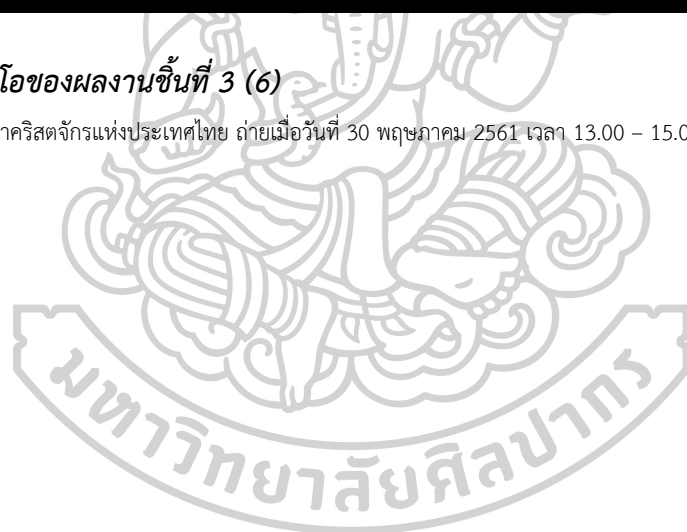 โอของผลงานชิ้นที่ 3 (6)
าคริสตจักรแห่งประเทศไทย ถ่ายเมื่อวันที่ 30 พฤษภาคม 2561 เวลา 13.00 – 15.0
มหาวิทยาลัยศิลปากร